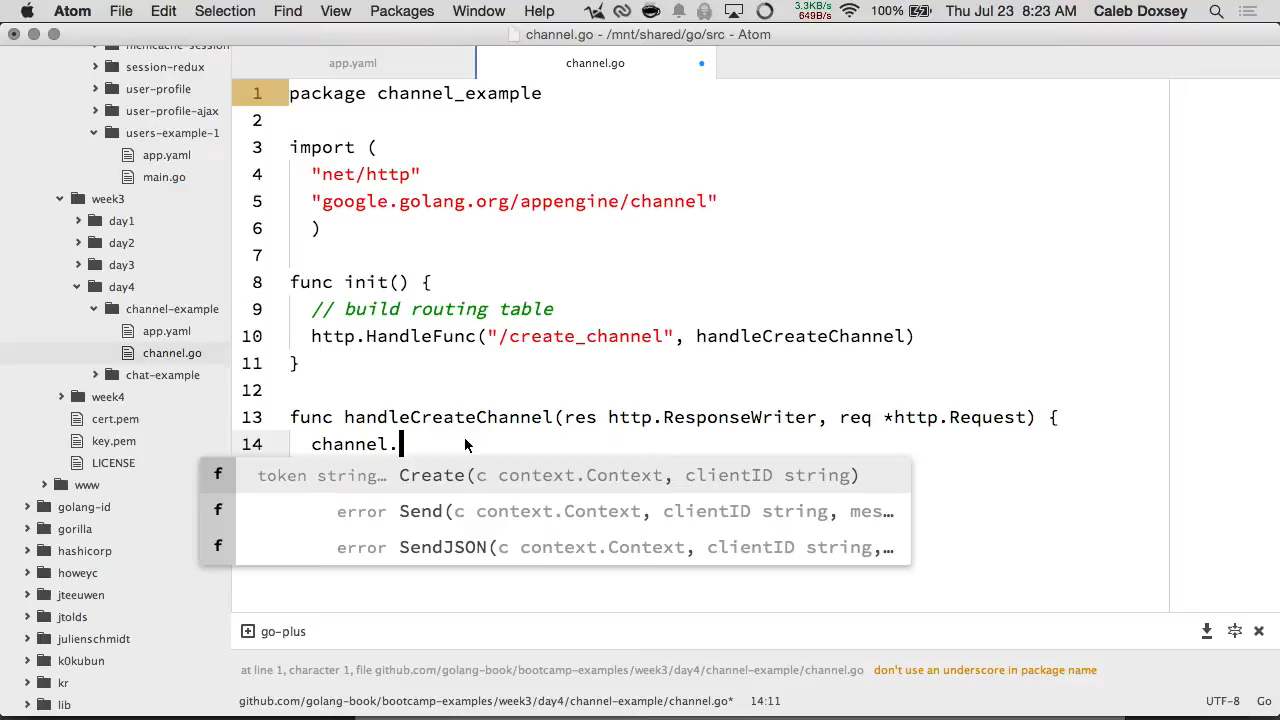 Atom File Edit Selection Find View Packages Window Help 3.3KB/s 649B/s 100% Thu Jul 23 8:23 AM Caleb Doxsey
channel.go - /mnt/shared/go/src - Atom
app.yaml
channel.go
memcache-session
session-redux
user-profile
user-profile-ajax
users-example-1
app.yaml
main.go
week3
day1
day2
day3
day4
channel-example
app.yaml
channel.go
chat-example
week4
cert.pem
key.pem
LICENSE
www
golang-id
gorilla
hashicorp
howeyc
jteeuwen
jtolds
julienschmidt
k0kubun
kr
lib
1 package channel_example
2
3 import (
4 "net/http"
5 "google.golang.org/appengine/channel"
6 )
7
8 func init() {
9 // build routing table
10 http.HandleFunc("/create_channel", handleCreateChannel)
11 }
12
13 func handleCreateChannel(res http.ResponseWriter, req *http.Request) {
14 channel.
f token string… Create(c context.Context, clientID string)
f error Send(c context.Context, clientID string, mes…
f error SendJSON(c context.Context, clientID string,…
go-plus
at line 1, character 1, file github.com/golang-book/bootcamp-examples/week3/day4/channel-example/channel.go don't use an underscore in package name
github.com/golang-book/bootcamp-examples/week3/day4/channel-example/channel.go* 14:11 UTF-8 Go